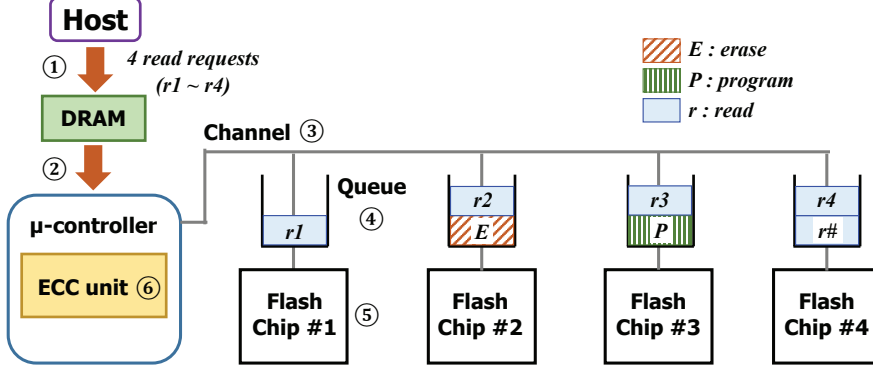 Host
① 4 read requests
(r1 ~ r4)
DRAM
②
E : erase
P : program
r : read
Channel ③
Queue
④
r1
r2
E
r3
P
r4
r#
μ-controller
ECC unit ⑥
Flash
Chip #1
⑤
Flash
Chip #2
Flash
Chip #3
Flash
Chip #4